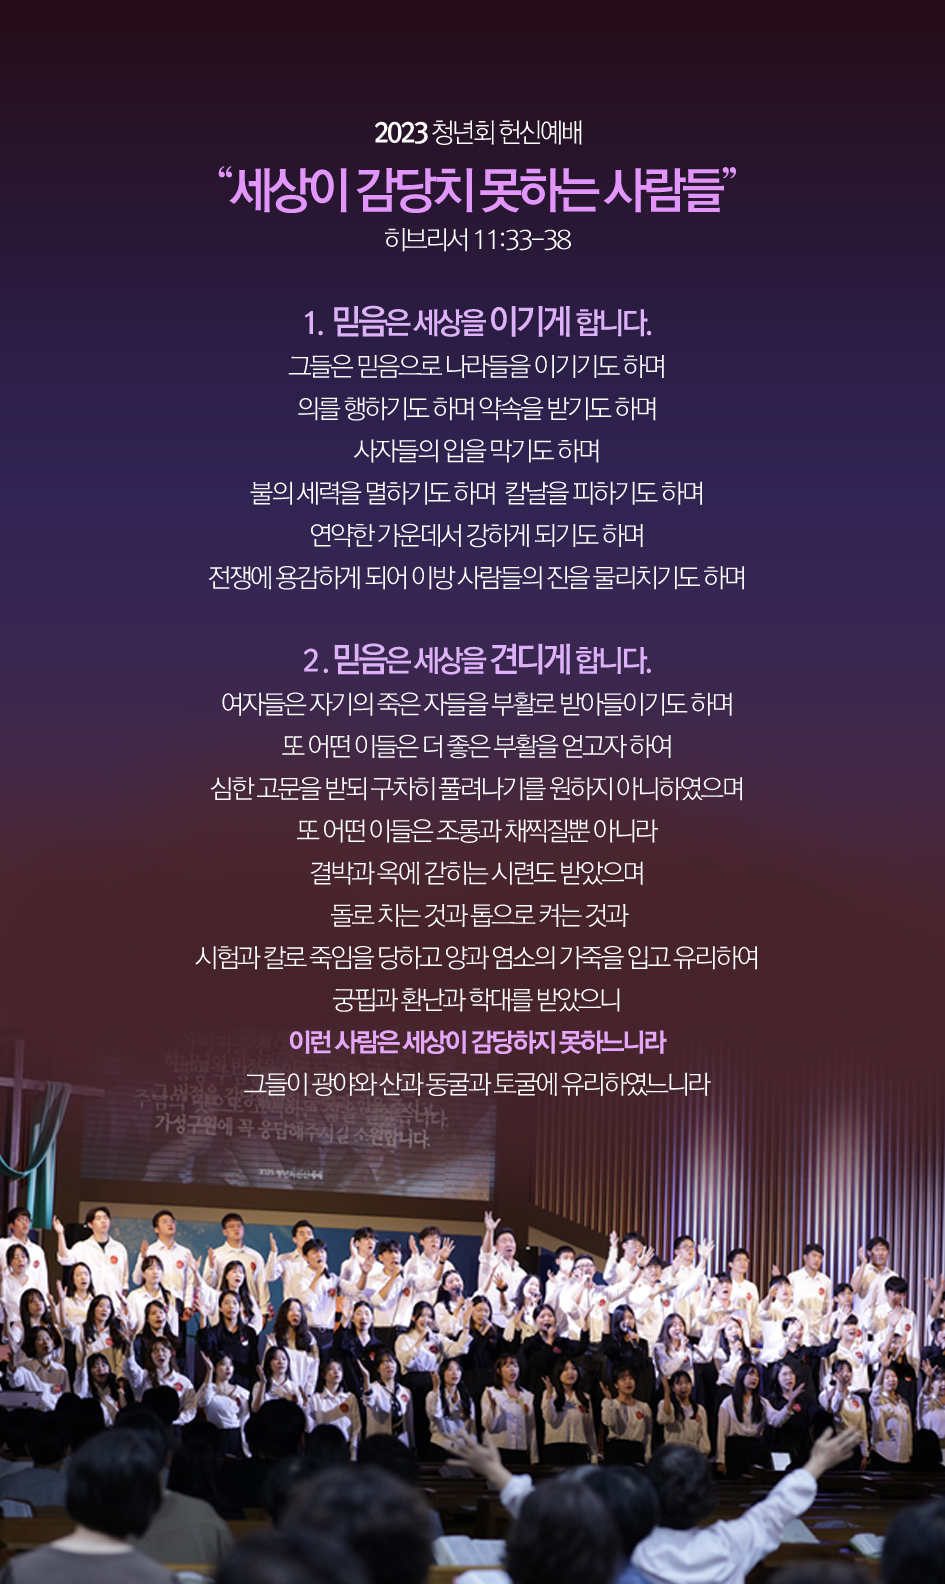 2023 청년회 헌신예배
“세상이 감당치 못하는 사람들”
히브리서 11:33-38
1. 믿음은 세상을 이기게 합니다.
그들은 믿음으로 나라들을 이기기도 하며
의를 행하기도 하며 약속을 받기도 하며
사자들의 입을 막기도 하며
불의 세력을 멸하기도 하며 칼날을 피하기도 하며
연약한 가운데서 강하게 되기도 하며
전쟁에 용감하게 되어 이방 사람들의 진을 물리치기도 하며
2. 믿음은 세상을 견디게 합니다.
여자들은 자기의 죽은 자들을 부활로 받아들이기도 하며
또 어떤 이들은 더 좋은 부활을 얻고자 하여
심한 고문을 받되 구차히 풀려나기를 원하지 아니하였으며
또 어떤 이들은 조롱과 채찍질뿐 아니라
결박과 옥에 갇히는 시련도 받았으며
돌로 치는 것과 톱으로 켜는 것과
시험과 칼로 죽임을 당하고 양과 염소의 가죽을 입고 유리하여
궁핍과 환난과 학대를 받았으니
이런 사람은 세상이 감당하지 못하느니라
그들이 광야와 산과 동굴과 토굴에 유리하였느니라
가성구원에 꼭 응답해주시길 소원합니다.